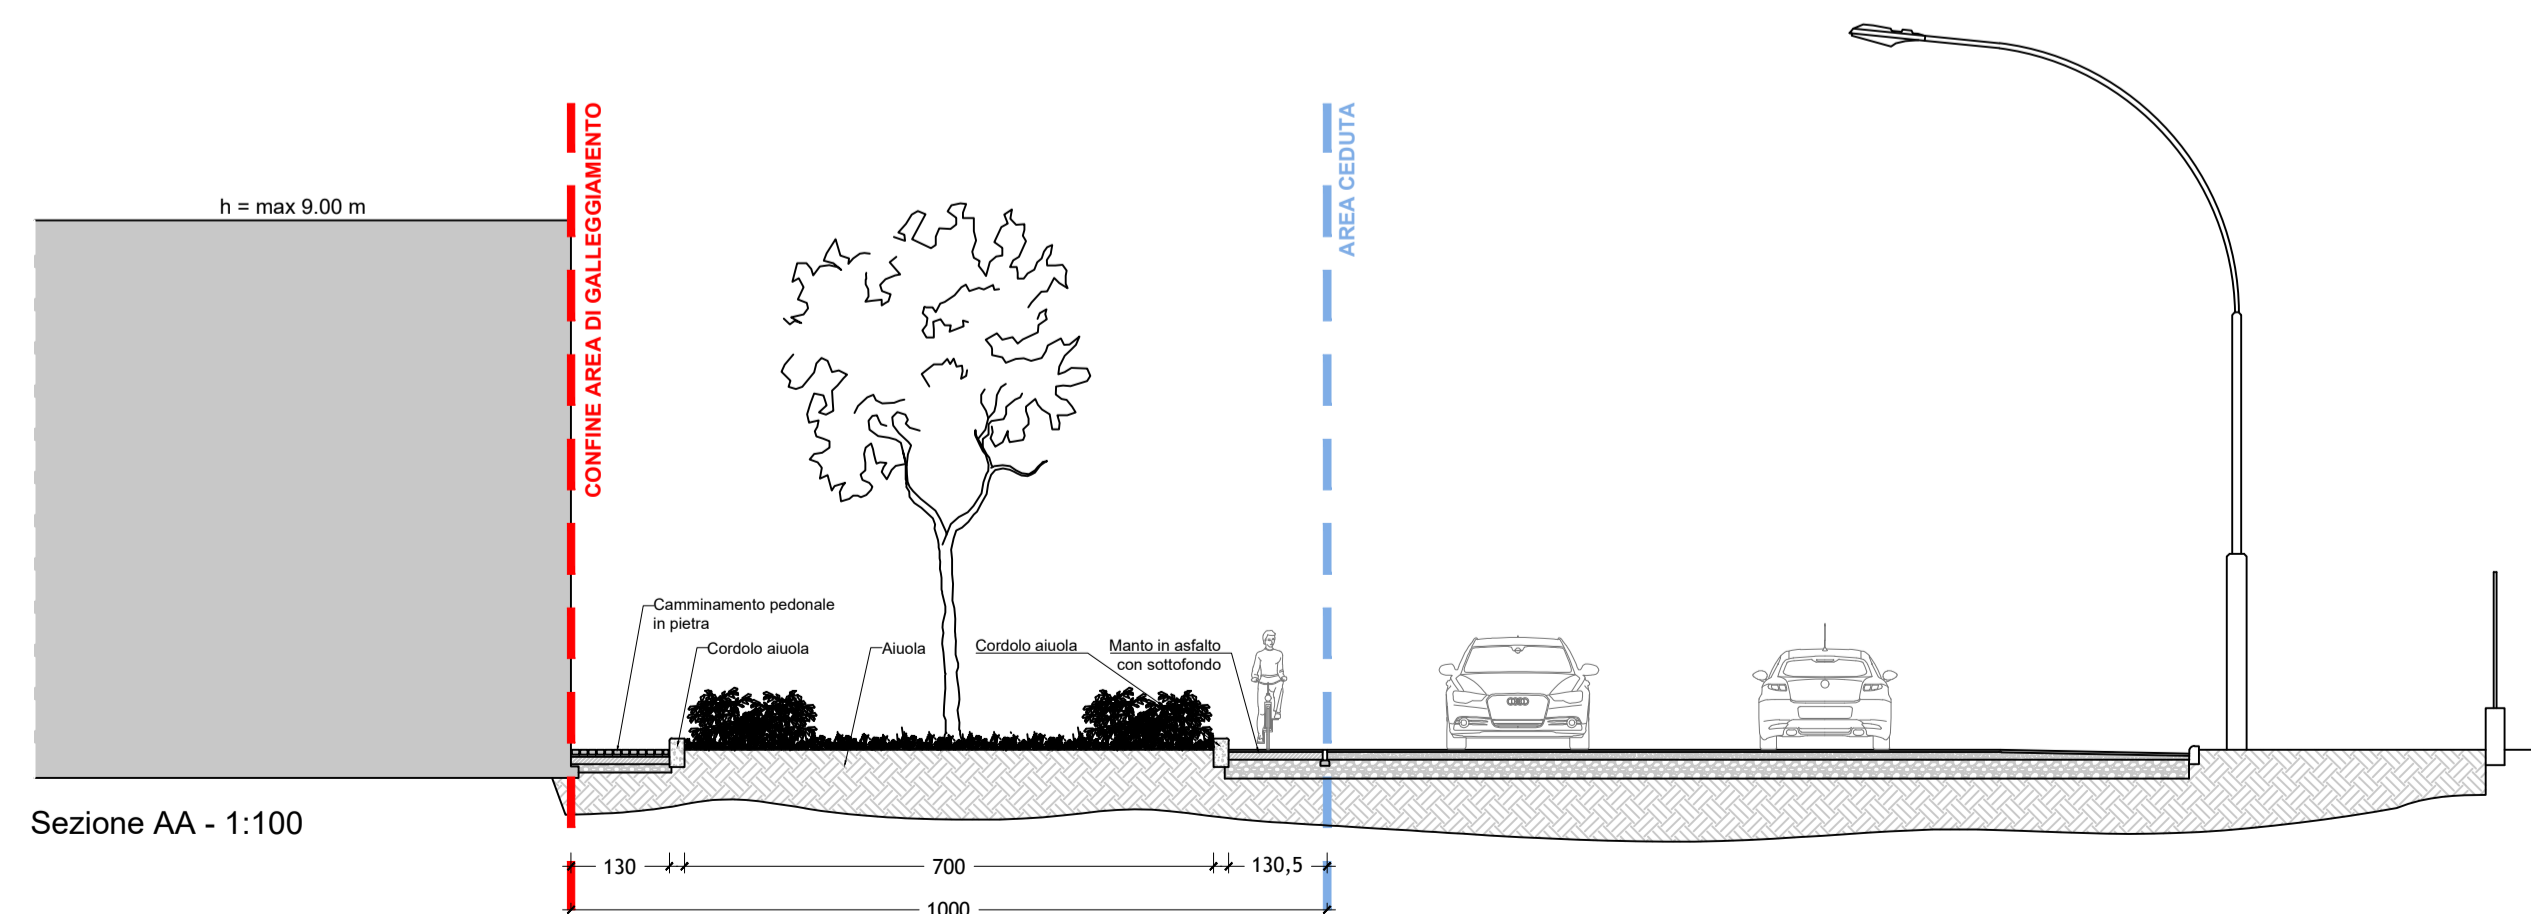 h = max 9.00 m
CONFINE AREA DI GALLEGGIAMENTO
AREA CEDUTA
Camminamento pedonale
in pietra
Cordolo aiuola
Aiuola
Cordolo aiuola
Manto in asfalto
con sottofondo
Sezione AA - 1:100
130
700
130,5
1000